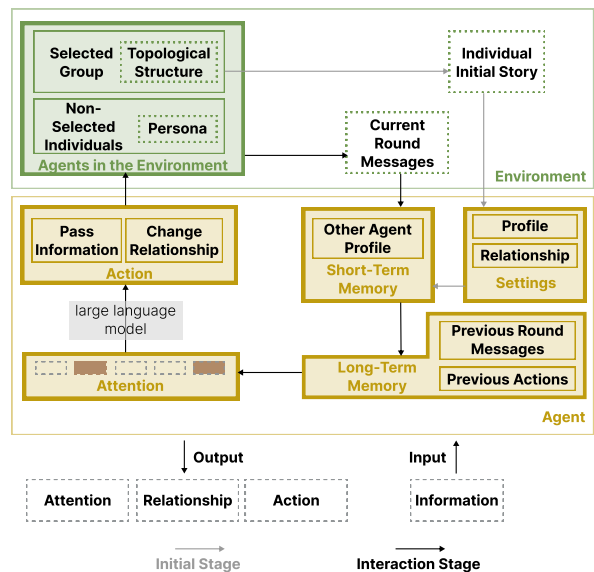 Selected
Group
Topological
Structure
Individual
Initial Story
Non-
Selected
Individuals
Persona
Agents in the Environment
Current
Round
Messages
Environment
Pass
Information
Change
Relationship
Action
Other Agent
Profile
Short-Term
Memory
Profile
Relationship
Settings
large language
model
Attention
Long-Term
Memory
Previous Round
Messages
Previous Actions
Agent
Output
Input
Attention
Relationship
Action
Information
Initial Stage
Interaction Stage